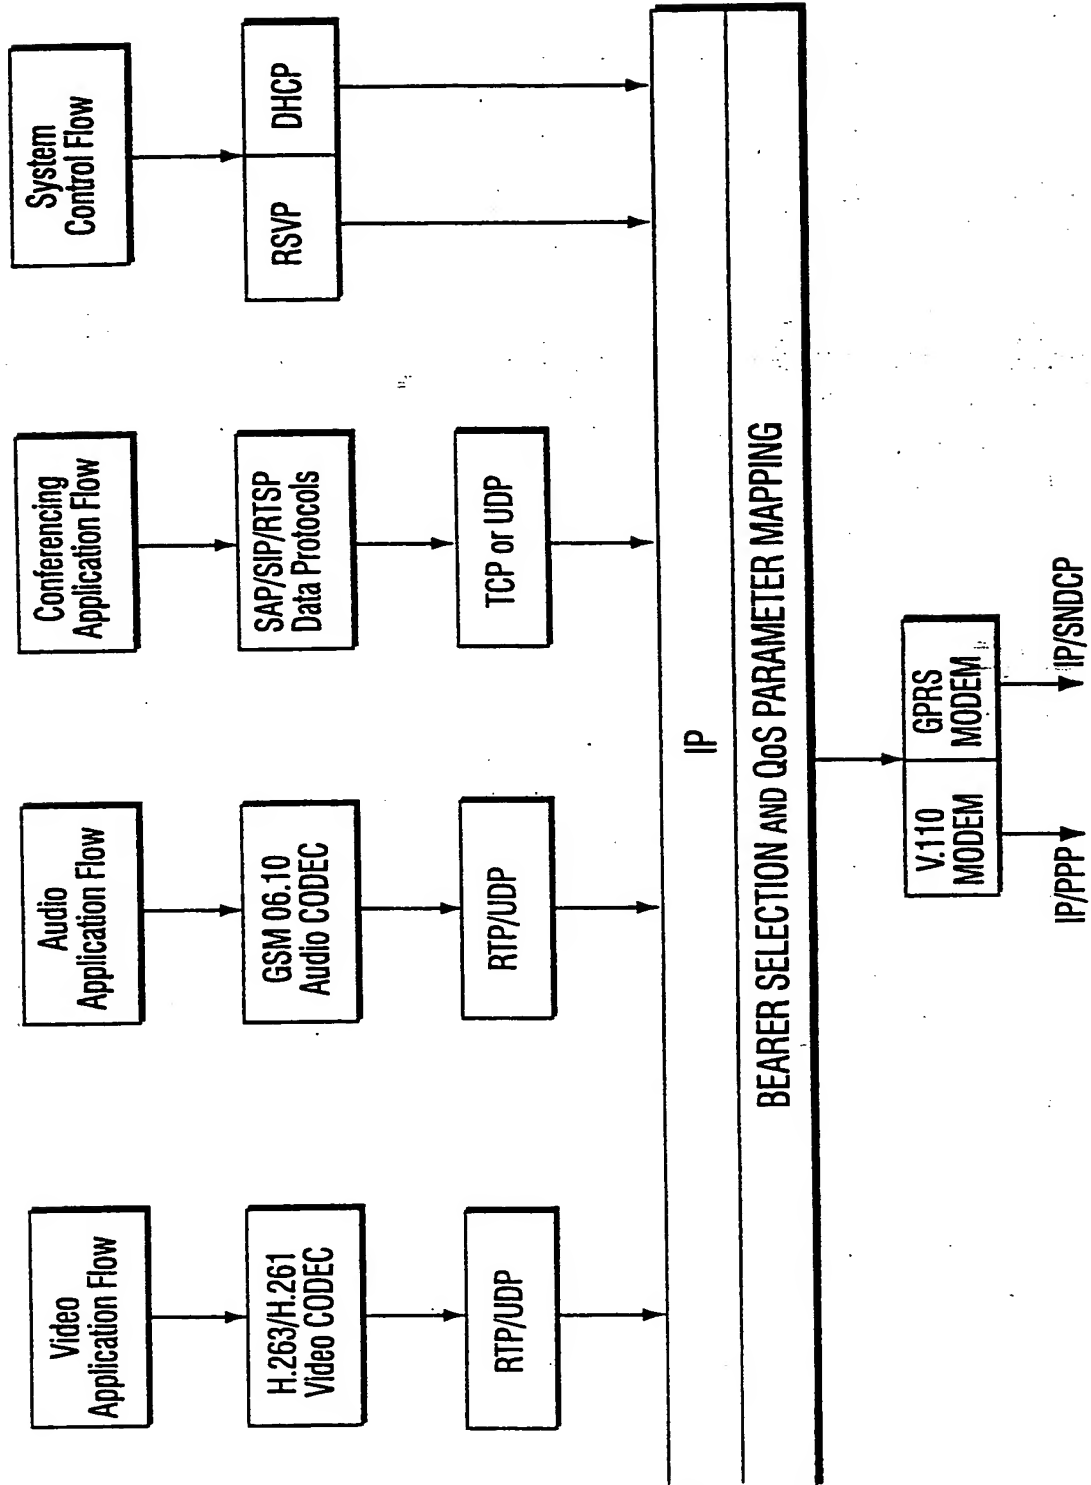 Video
Application Flow
H.263/H.261
Video CODEC
RTP/UDP
Audio
Application Flow
GSM 06.10
Audio CODEC
RTP/UDP
Conferencing
Application Flow
SAP/SIP/RTSP
Data Protocols
TCP or UDP
System
Control Flow
RSVP
DHCP
IP
BEARER SELECTION AND QoS PARAMETER MAPPING
V.110
MODEM
GPRS
MODEM
IP/PPP
IP/SNDCP